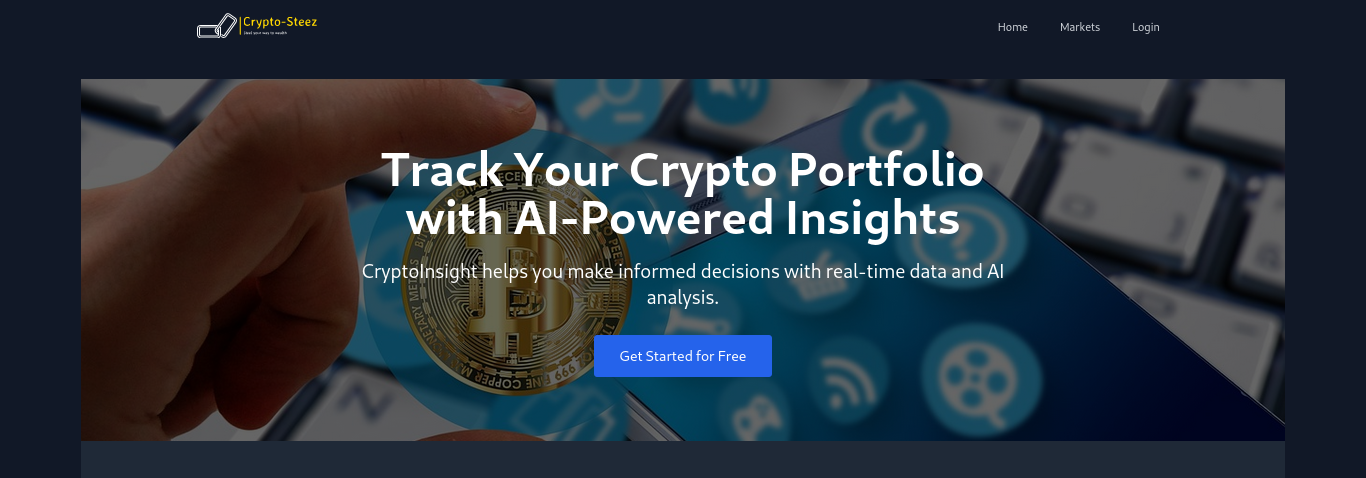 Crypto-Steez
Home
Markets
Login
Track Your Crypto Portfolio
with AI-Powered Insights
CryptoInsight helps you make informed decisions with real-time data and AI
analysis.
Get Started for Free